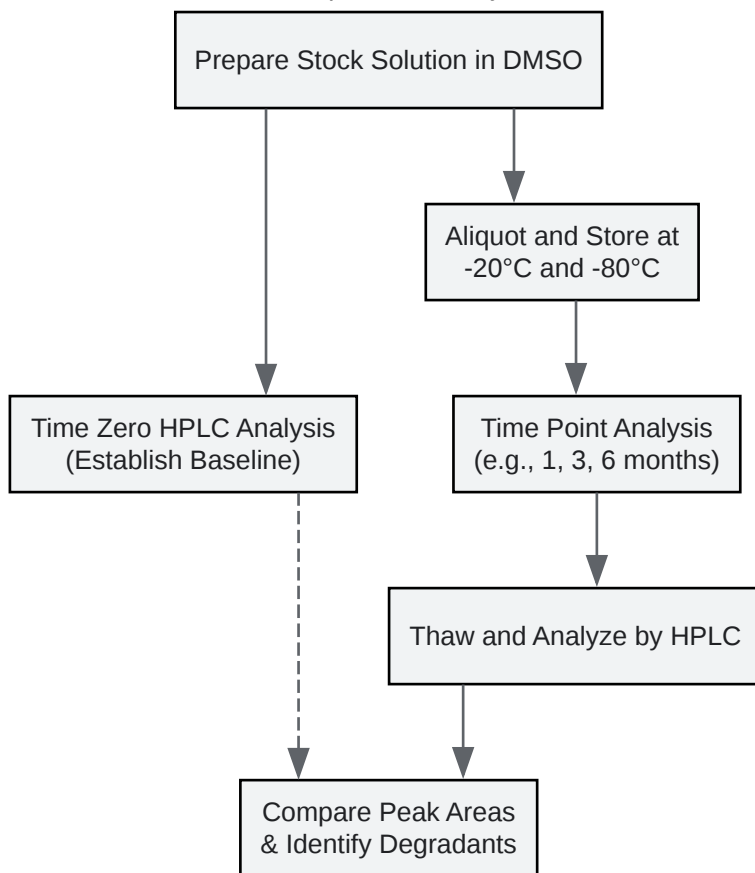 Prepare Stock Solution in DMSO
Aliquot and Store at
-20°C and -80°C
Time Zero HPLC Analysis
(Establish Baseline)
Time Point Analysis
(e.g., 1, 3, 6 months)
Thaw and Analyze by HPLC
Compare Peak Areas
& Identify Degradants